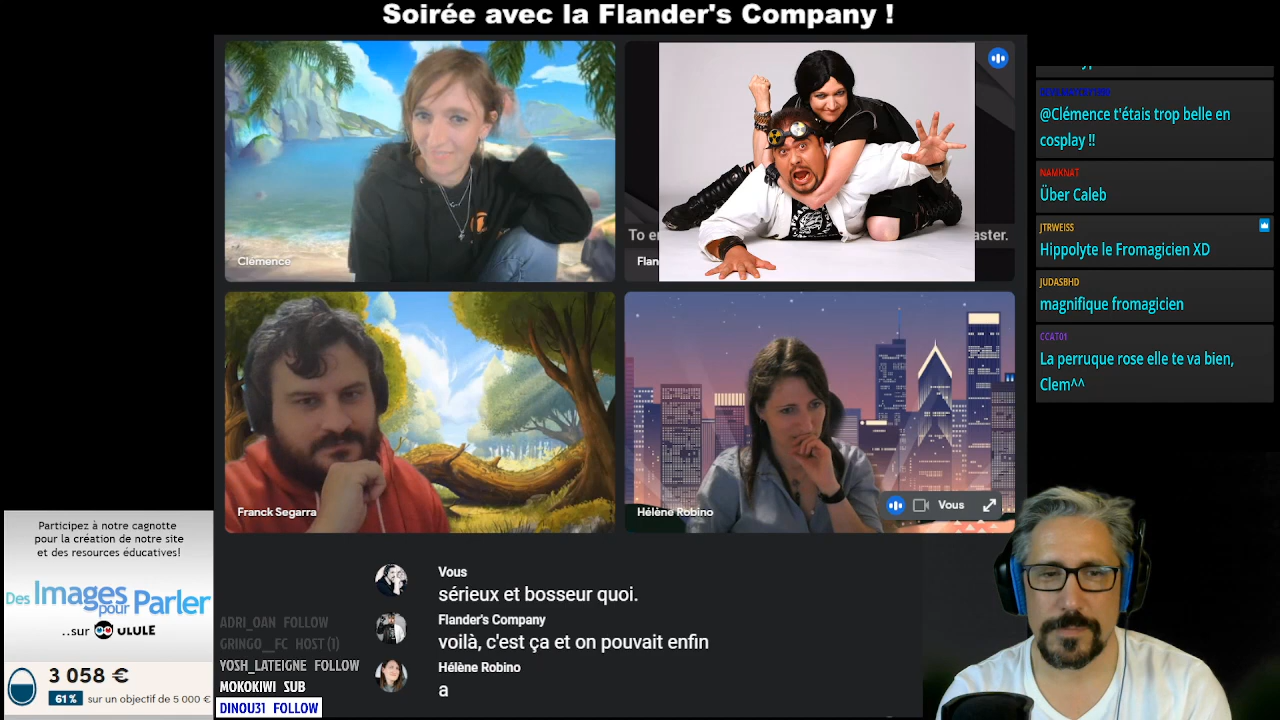 Soirée avec la Flander's Company !
@Clémence t'étais trop belle en
cosplay !!
NAMKNAT
Über Caleb
JTRWEISS
Hippolyte le Fromagicien XD
JUDASBHD
magnifique fromagicien
CCAT01
La perruque rose elle te va bien,
Clem^^
Clémence
To en
aster.
Flan
Franck Segarra
Hélène Robino
Vous
Participez à notre cagnotte
pour la création de notre site
et des resources éducatives!
Des Images pour Parler
..sur ULULE
3 058 €
61 % sur un objectif de 5 000 €
ADRI_OAN FOLLOW
GRINGO__FC HOST (1)
YOSH_LATEIGNE FOLLOW
MOKOKIWI SUB
DINOU31 FOLLOW
Vous
sérieux et bosseur quoi.
Flander's Company
voilà, c'est ça et on pouvait enfin
Hélène Robino
a